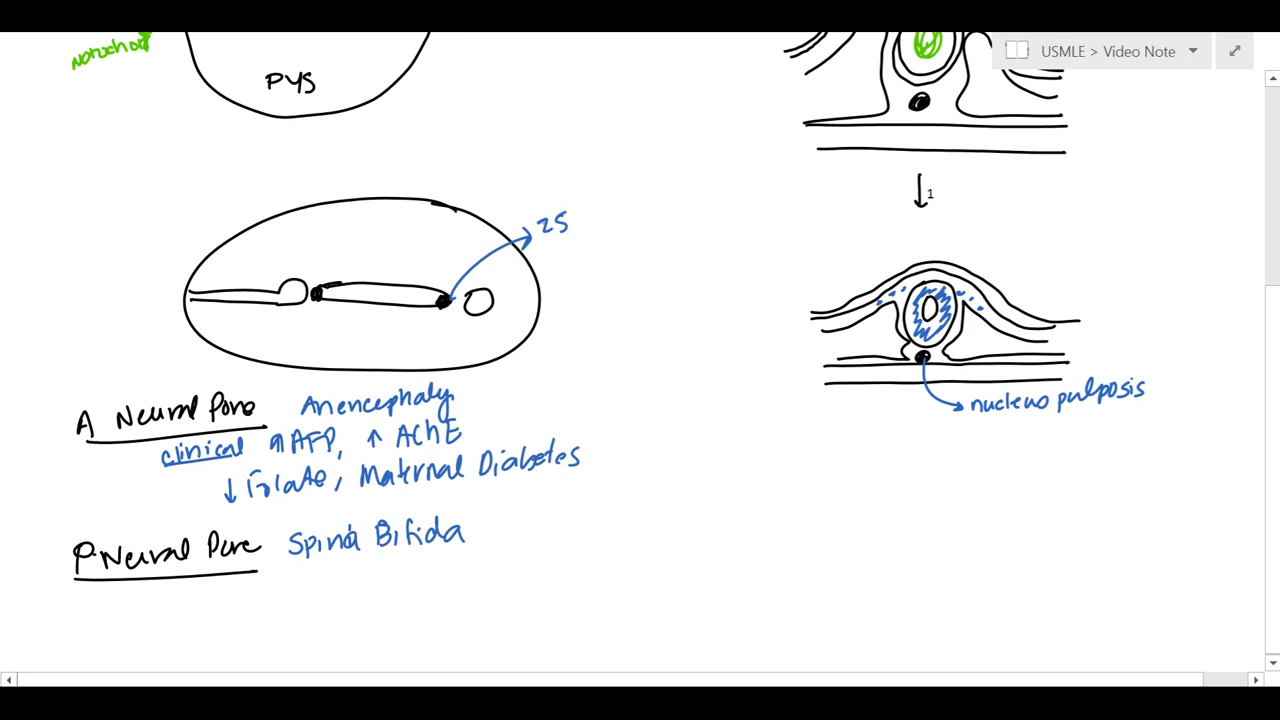 Notochord
USMLE > Video Note
PYS
1
25
nucleus pulposis
A Neural Pore Anencephaly
clinical ↑ AFP, ↑ AChE
↓ Folate, Maternal Diabetes
P. Neural Pore Spina Bifida